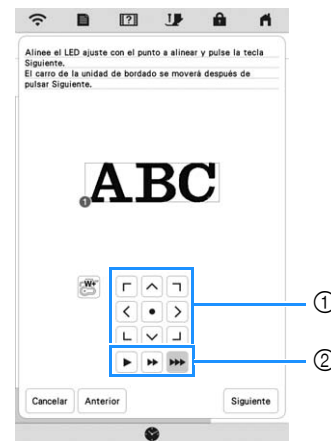 Alinee el LED ajuste con el punto a alinear y pulse la tecla
Siguiente.
El carro de la unidad de bordado se moverá después de
pulsar Siguiente.
ABC
1
W+
①
②
Cancelar Anterior Siguiente